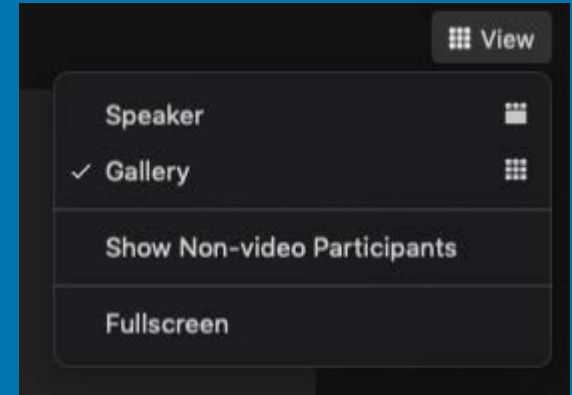 View
Speaker
Gallery
Show Non-video Participants
Fullscreen